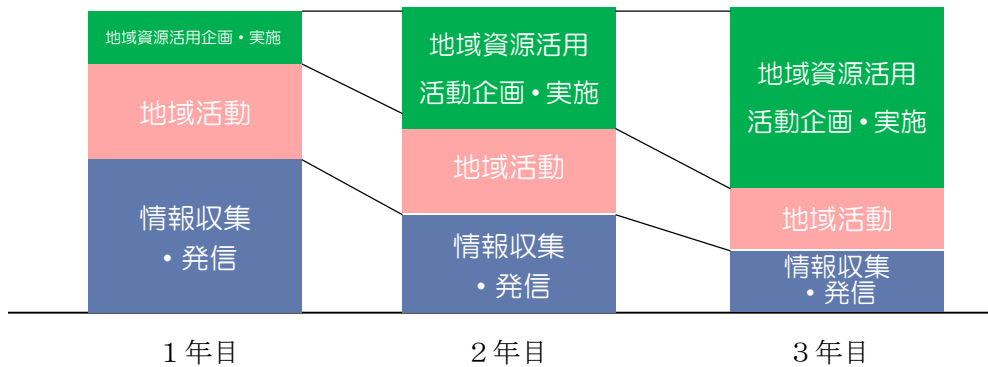 地域資源活用企画・実施
地域活動
情報収集
・発信
地域資源活用
活動企画・実施
地域活動
情報収集
・発信
地域資源活用
活動企画・実施
地域活動
情報収集
・発信
１年目
２年目
３年目